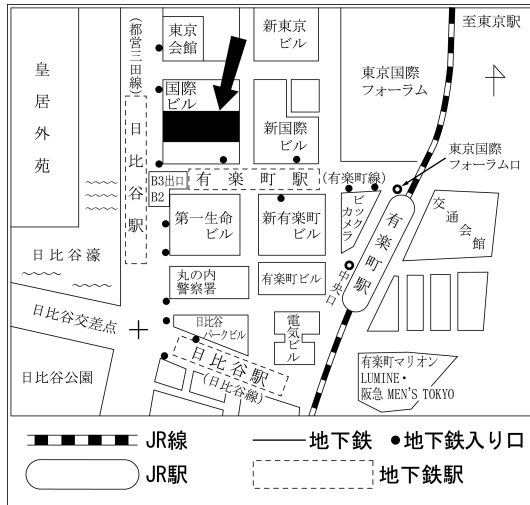 至東京駅
(都営三田線)
東京
会館
新東京
ビル
国際
ビル
東京国際
フォーラム
皇居外苑
日比谷駅
新国際
ビル
東京国際
フォーラム口
B3出口
B2
有楽町駅
(有楽町線)
ビックカメラ
有楽町駅
交通会館
第一生命
ビル
新有楽町
ビル
日比谷濠
丸の内
警察署
有楽町ビル
中央口
日比谷交差点
日比谷
パークビル
電気ビル
日比谷駅
(日比谷線)
日比谷公園
有楽町マリオン
LUMINE・
阪急 MEN'S TOKYO
JR線
地下鉄
地下鉄入り口
JR駅
地下鉄駅